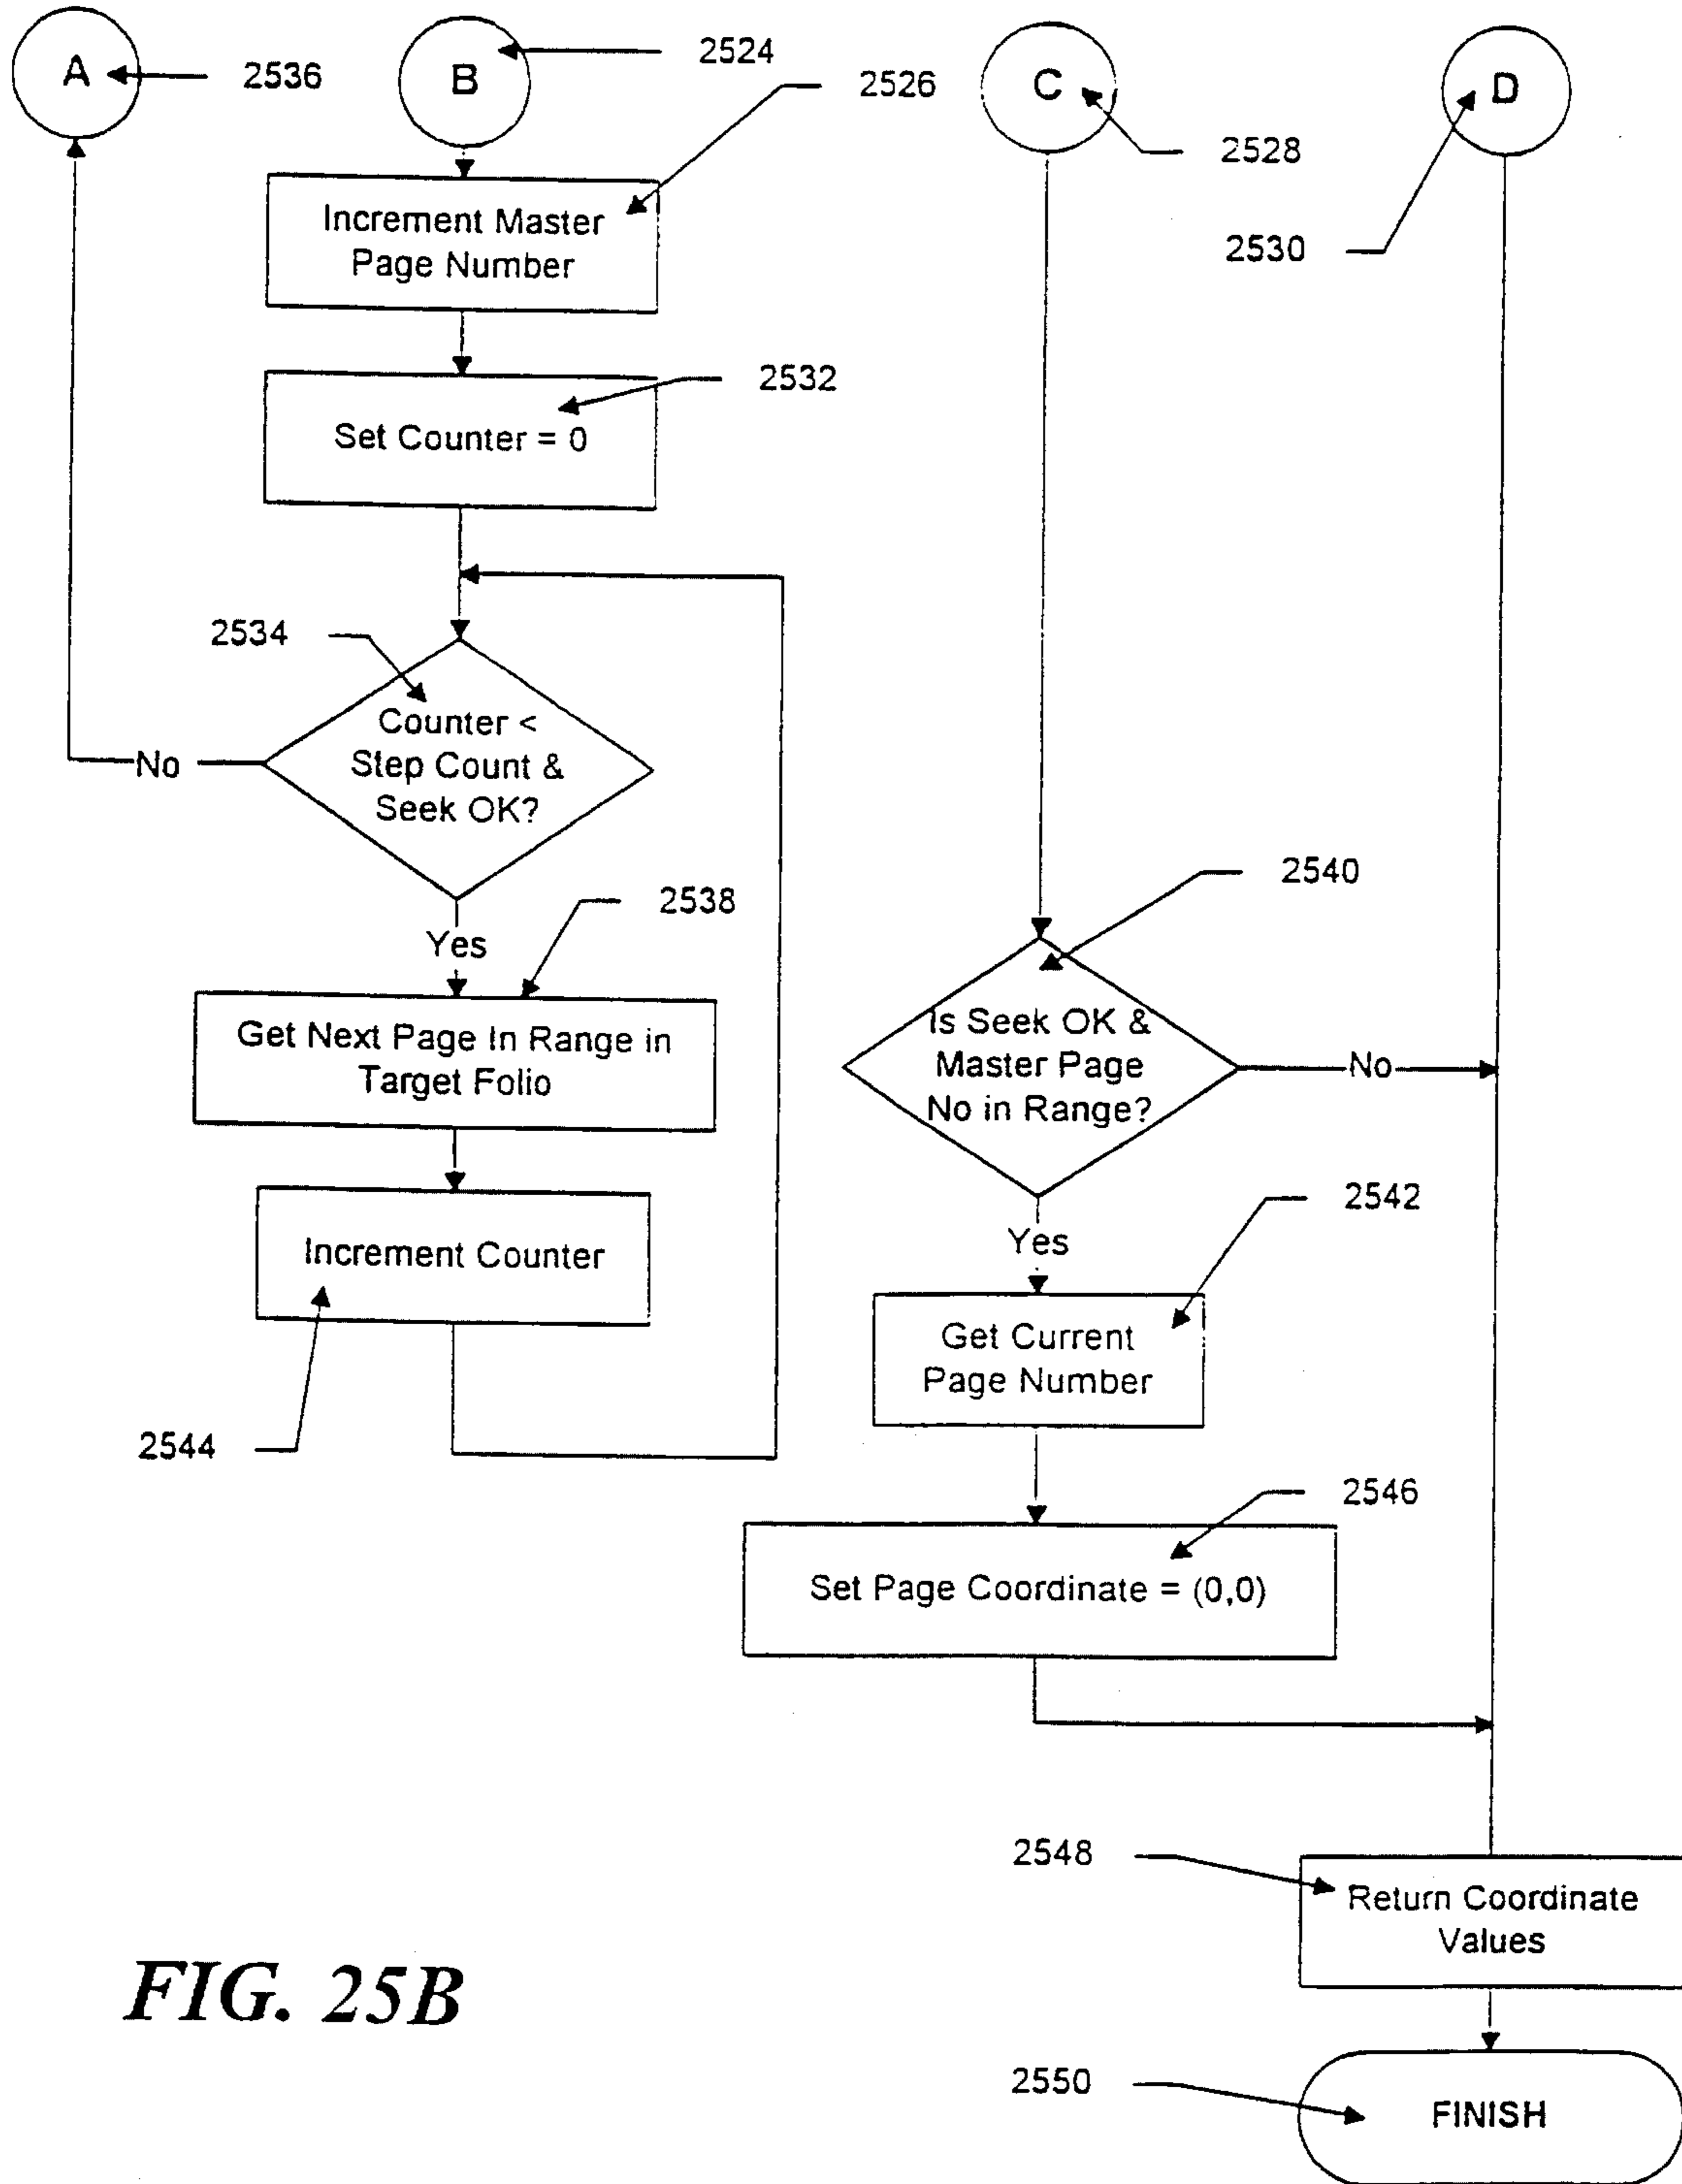 A
2536
B
2524
2526
C
2528
D
2530
Increment Master
Page Number
2532
Set Counter = 0
2534
Counter <
Step Count &
Seek OK?
No
Yes
2538
Get Next Page In Range in
Target Folio
Increment Counter
2544
2540
Is Seek OK &
Master Page
No in Range?
No
Yes
2542
Get Current
Page Number
2546
Set Page Coordinate = (0,0)
2548
Return Coordinate
Values
2550
FINISH
FIG. 25B